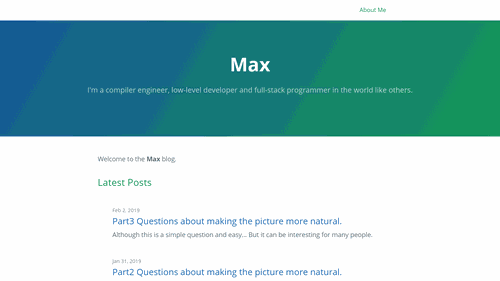 About Me
Max
I'm a compiler engineer, low-level developer and full-stack programmer in the world like others.
Welcome to the Max blog.
Latest Posts
Feb 3, 2019
Part3 Questions about making the picture more natural.
Although this is a simple question and easy... But it can be interesting for many people.
Jan 31, 2019
Part2 Questions about making the picture more natural.